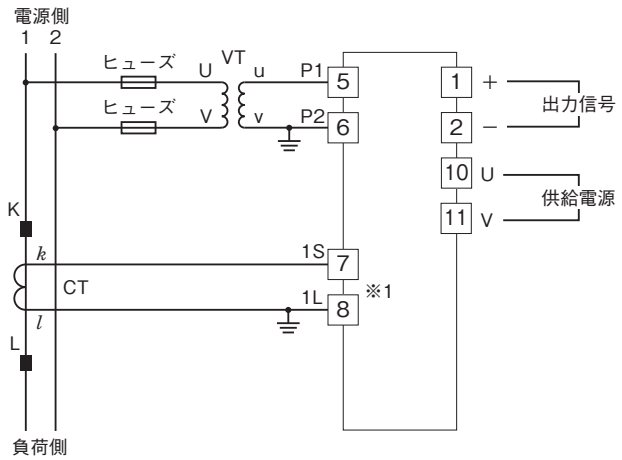 電源側
1 2
ヒューズ U VT u P1 5 1 +
出力信号
ヒューズ V v P2 6 2 −
10 U
供給電源
11 V
K
k 1S 7
CT ※1
l 1L 8
L
負荷側